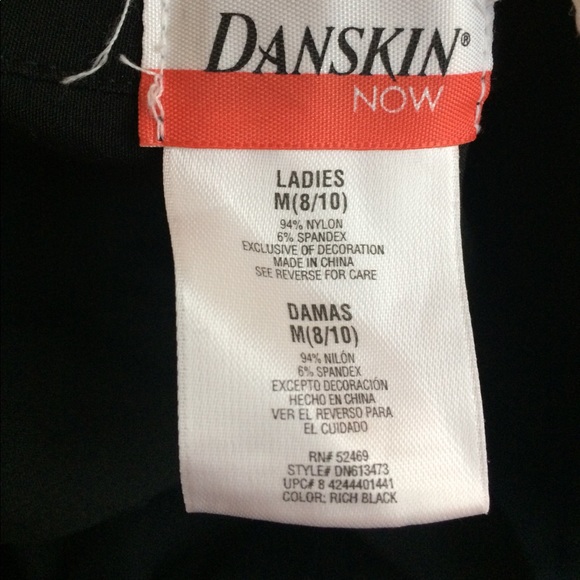 DANSKIN®
NOW
LADIES
M(8/10)
94% NYLON
6% SPANDEX
EXCLUSIVE OF DECORATION
MADE IN CHINA
SEE REVERSE FOR CARE
DAMAS
M(8/10)
94% NILÓN
6% SPANDEX
EXCEPTO DECORACIÓN
HECHO EN CHINA
VER EL REVERSO PARA
EL CUIDADO
RN# 52469
STYLE# DN613473
UPC# 8 4244401441
COLOR: RICH BLACK